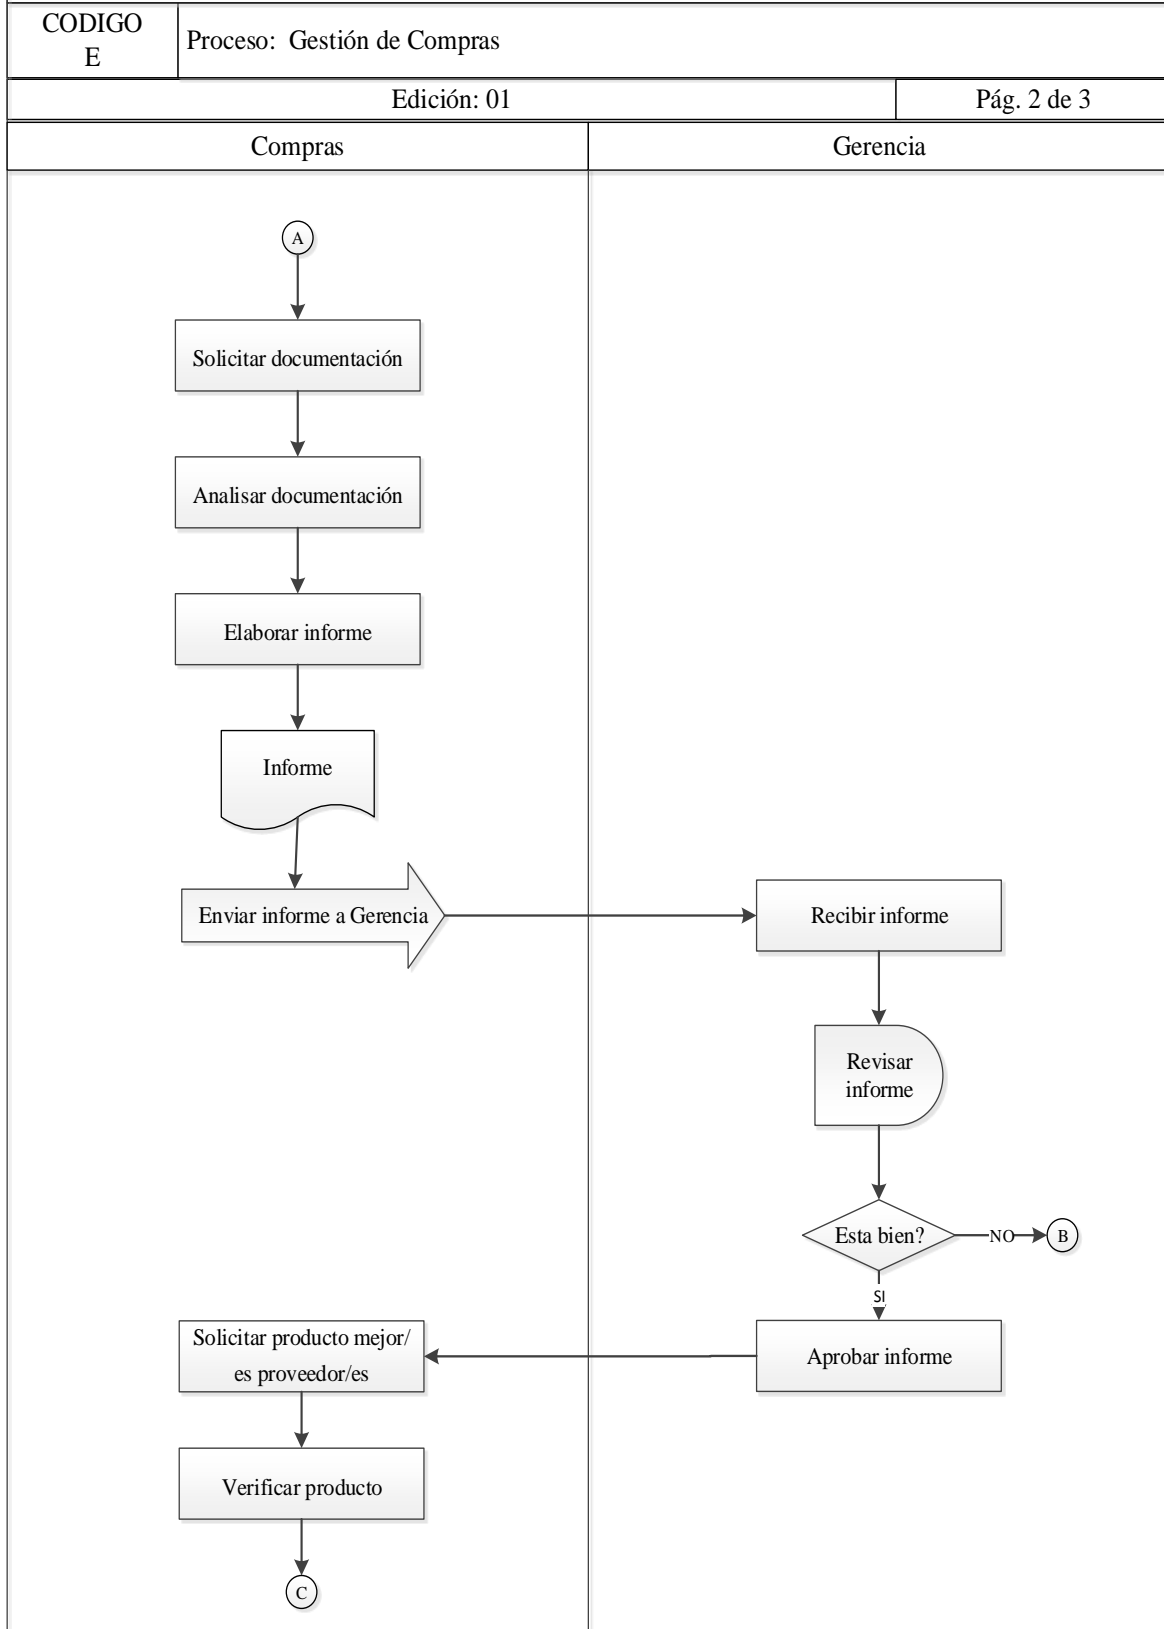 CODIGO
E
Proceso: Gestión de Compras
Edición: 01
Pág. 2 de 3
Compras
Gerencia
A
Solicitar documentación
Analisar documentación
Elaborar informe
Informe
Enviar informe a Gerencia
Recibir informe
Revisar
informe
Esta bien?
NO
B
SI
Aprobar informe
Solicitar producto mejor/
es proveedor/es
Verificar producto
C